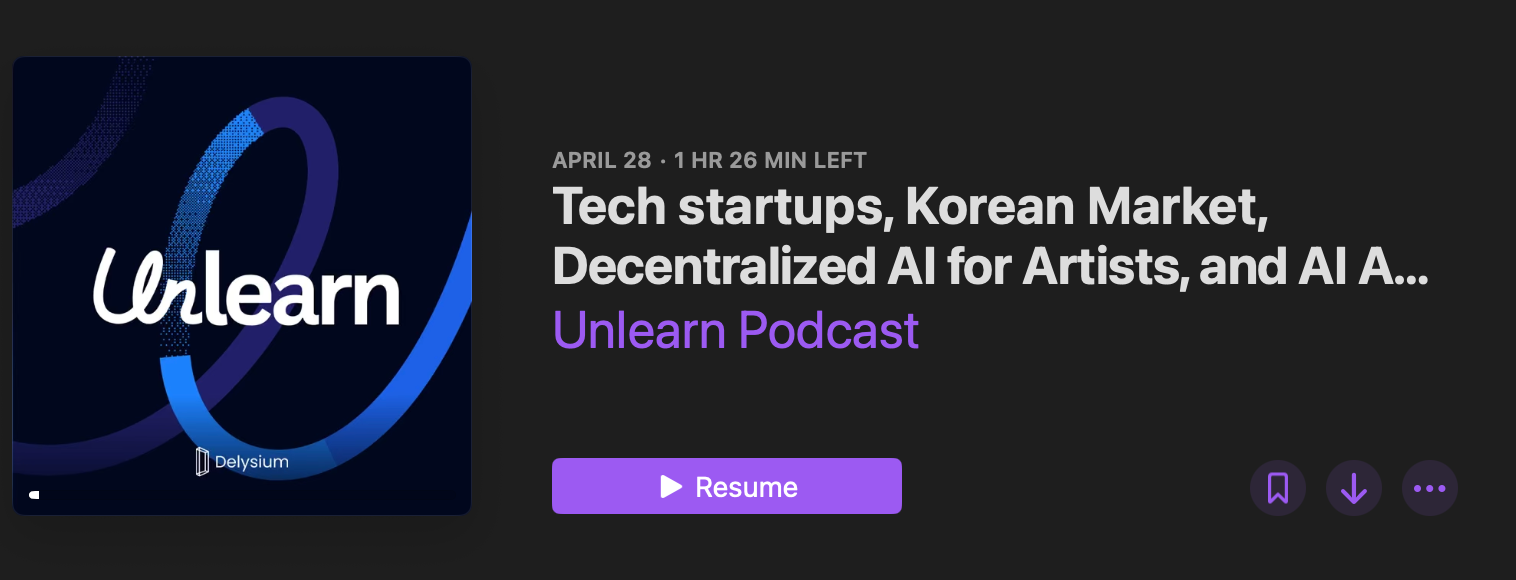 Unlearn
Delysium
APRIL 28 · 1 HR 26 MIN LEFT
Tech startups, Korean Market,
Decentralized AI for Artists, and AI A...
Unlearn Podcast
Resume